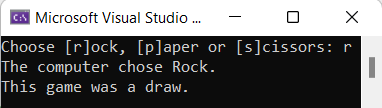 Microsoft Visual Studio ...
Choose [r]ock, [p]aper or [s]cissors: r
The computer chose Rock.
This game was a draw.